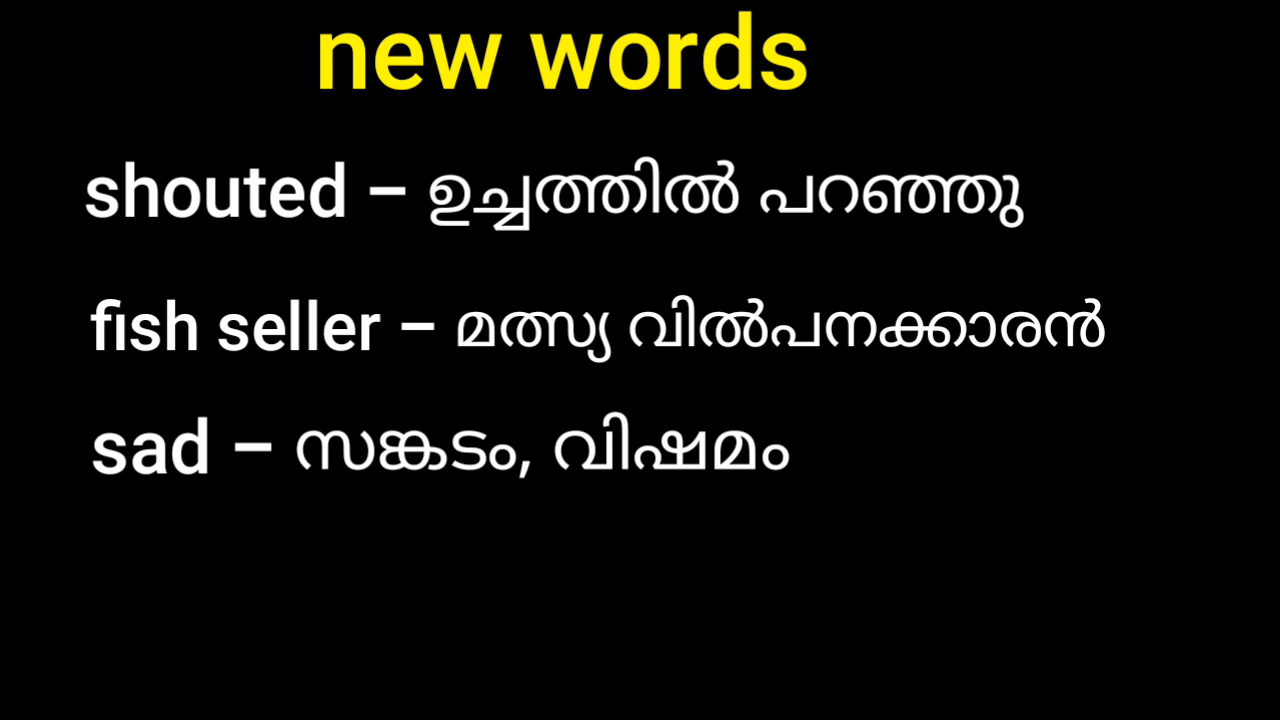 new words
shouted – ഉച്ചത്തിൽ പറഞ്ഞു
fish seller – മത്സ്യ വിൽപനക്കാരൻ
sad – സങ്കടം, വിഷമം